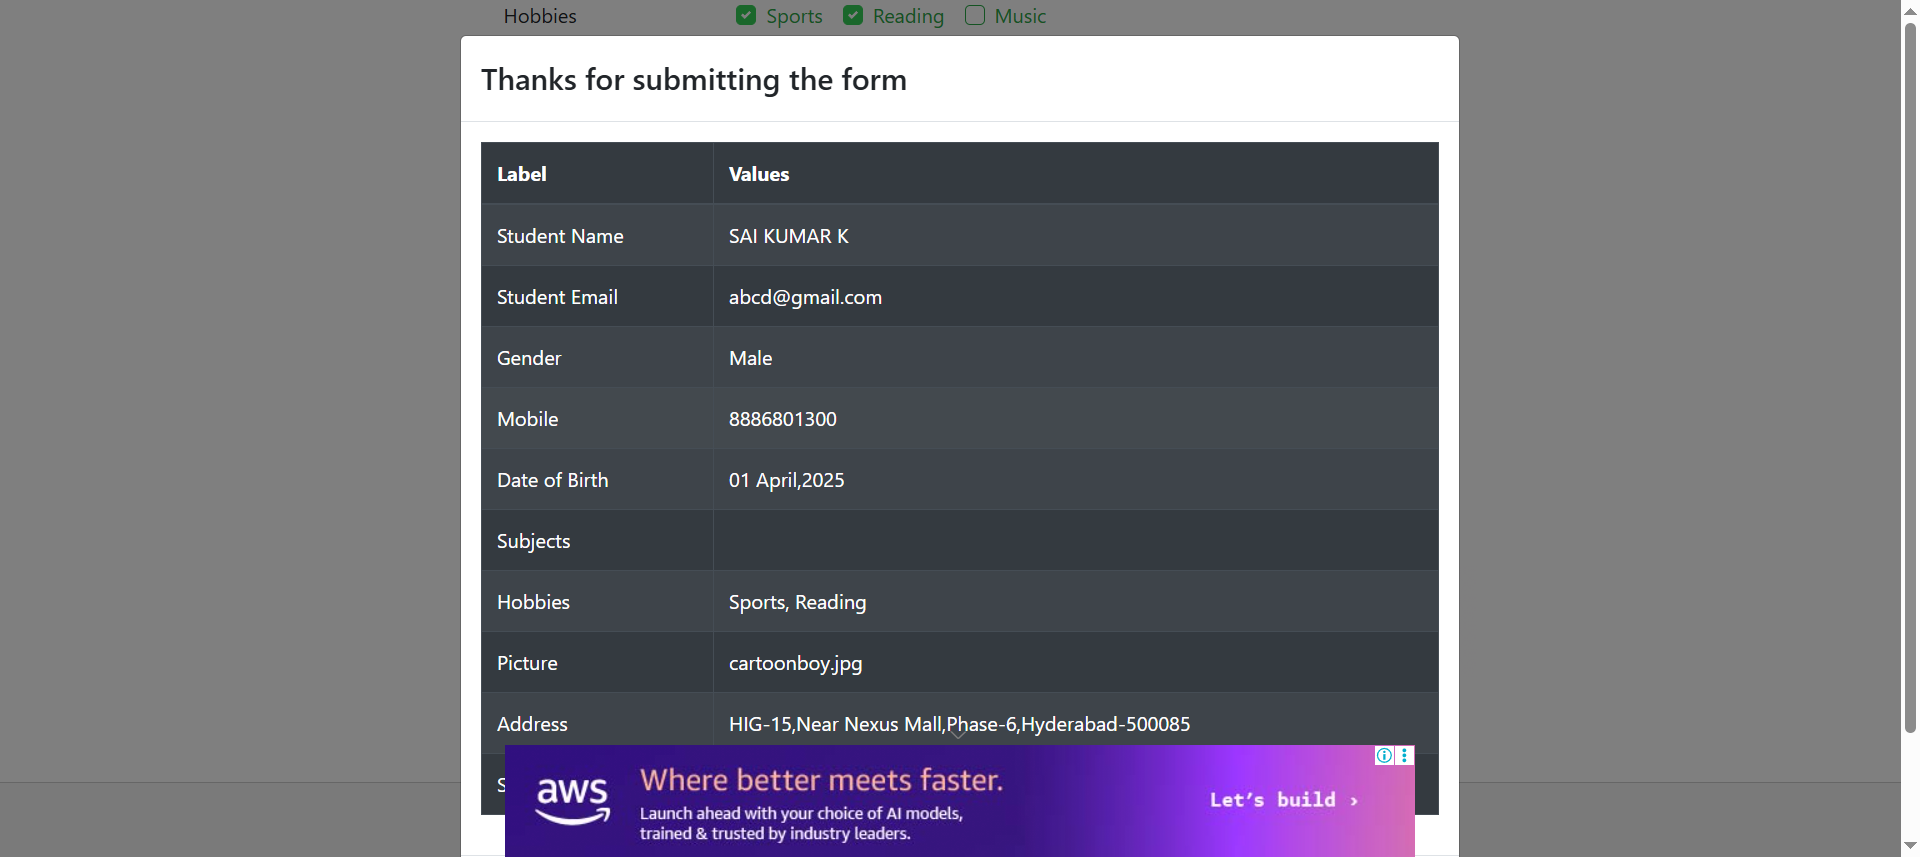 Hobbies Sports Reading Music
Thanks for submitting the form
Label Values
Student Name SAI KUMAR K
Student Email abcd@gmail.com
Gender Male
Mobile 8886801300
Date of Birth 01 April,2025
Subjects
Hobbies Sports, Reading
Picture cartoonboy.jpg
Address HIG-15,Near Nexus Mall,Phase-6,Hyderabad-500085
aws
Where better meets faster.
Launch ahead with your choice of AI models,
trained & trusted by industry leaders.
Let's build ›